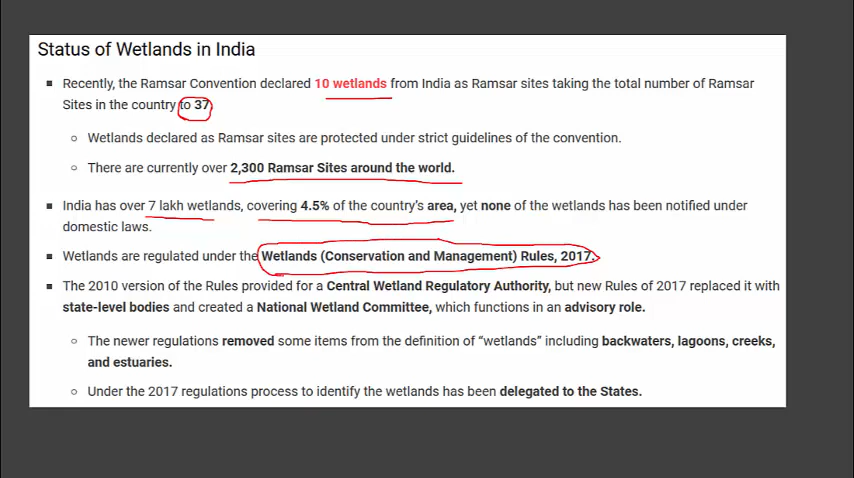 Status of Wetlands in India
Recently, the Ramsar Convention declared 10 wetlands from India as Ramsar sites taking the total number of Ramsar
Sites in the country to 37.
Wetlands declared as Ramsar sites are protected under strict guidelines of the convention.
There are currently over 2,300 Ramsar Sites around the world.
India has over 7 lakh wetlands, covering 4.5% of the country's area, yet none of the wetlands has been notified under
domestic laws.
Wetlands are regulated under the Wetlands (Conservation and Management) Rules, 2017.
The 2010 version of the Rules provided for a Central Wetland Regulatory Authority, but new Rules of 2017 replaced it with
state-level bodies and created a National Wetland Committee, which functions in an advisory role.
The newer regulations removed some items from the definition of "wetlands" including backwaters, lagoons, creeks,
and estuaries.
Under the 2017 regulations process to identify the wetlands has been delegated to the States.